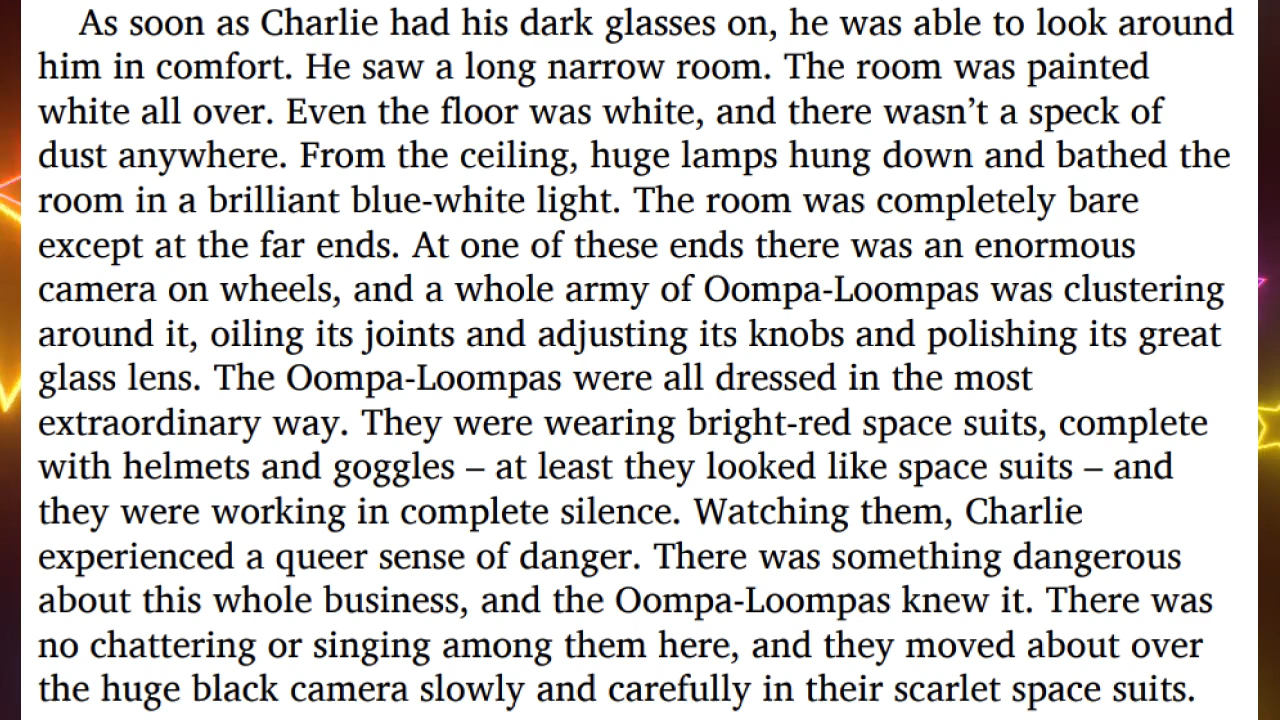 As soon as Charlie had his dark glasses on, he was able to look around
him in comfort. He saw a long narrow room. The room was painted
white all over. Even the floor was white, and there wasn’t a speck of
dust anywhere. From the ceiling, huge lamps hung down and bathed the
room in a brilliant blue-white light. The room was completely bare
except at the far ends. At one of these ends there was an enormous
camera on wheels, and a whole army of Oompa-Loompas was clustering
around it, oiling its joints and adjusting its knobs and polishing its great
glass lens. The Oompa-Loompas were all dressed in the most
extraordinary way. They were wearing bright-red space suits, complete
with helmets and goggles – at least they looked like space suits – and
they were working in complete silence. Watching them, Charlie
experienced a queer sense of danger. There was something dangerous
about this whole business, and the Oompa-Loompas knew it. There was
no chattering or singing among them here, and they moved about over
the huge black camera slowly and carefully in their scarlet space suits.